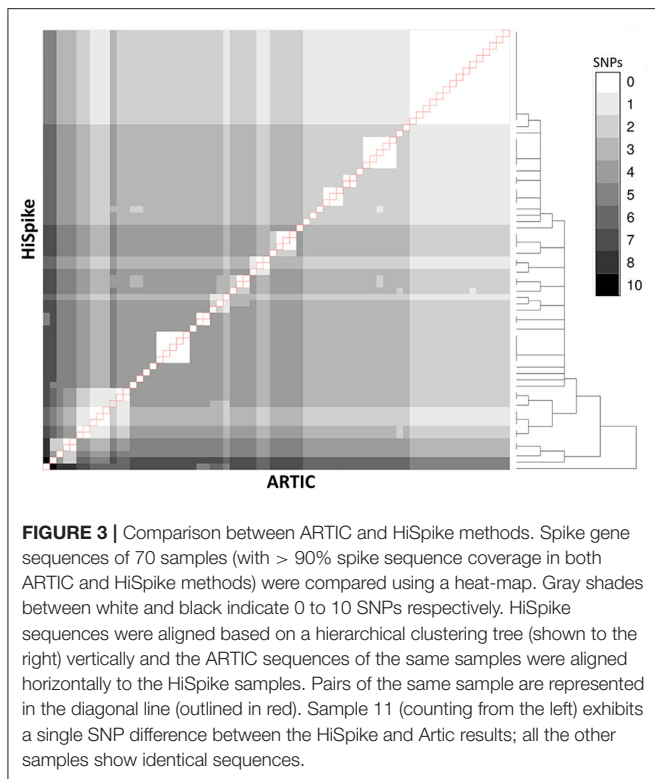 SNPs
0
1
2
3
4
5
6
7
8
10
HiSpike
ARTIC
FIGURE 3 | Comparison between ARTIC and HiSpike methods. Spike gene
sequences of 70 samples (with > 90% spike sequence coverage in both
ARTIC and HiSpike methods) were compared using a heat-map. Gray shades
between white and black indicate 0 to 10 SNPs respectively. HiSpike
sequences were aligned based on a hierarchical clustering tree (shown to the
right) vertically and the ARTIC sequences of the same samples were aligned
horizontally to the HiSpike samples. Pairs of the same sample are represented
in the diagonal line (outlined in red). Sample 11 (counting from the left) exhibits
a single SNP difference between the HiSpike and Artic results; all the other
samples show identical sequences.